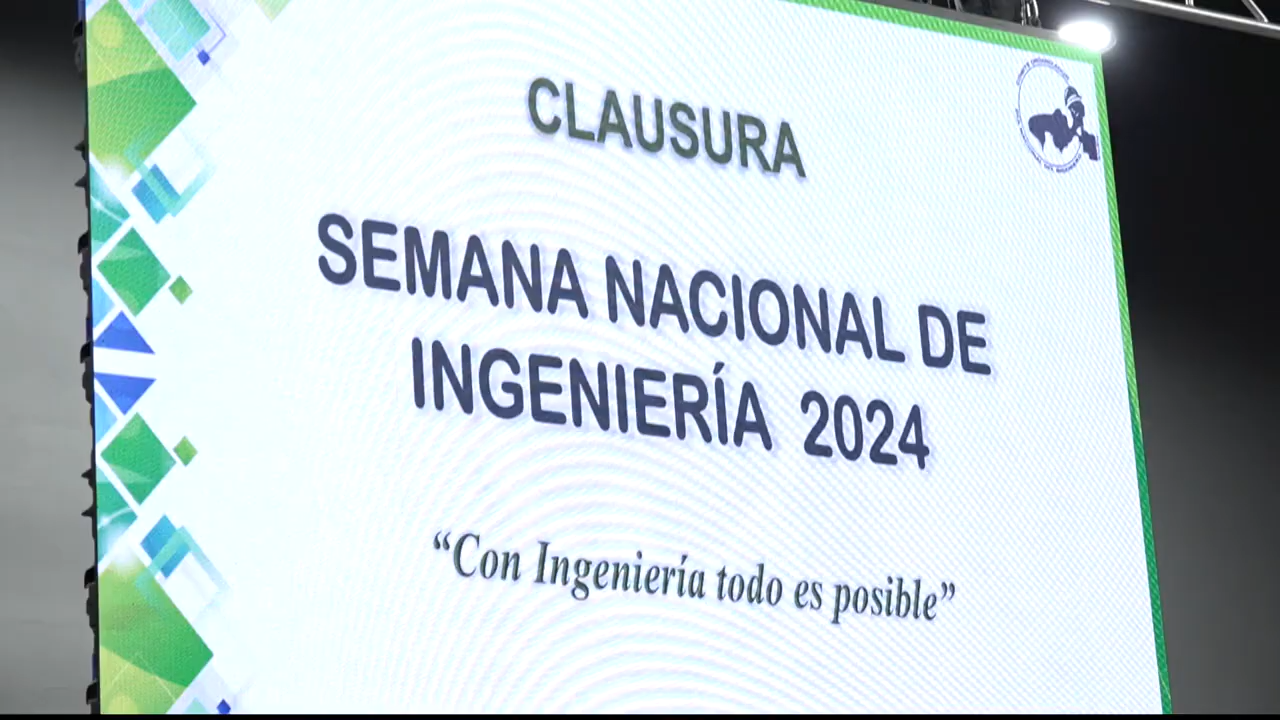 CLAUSURA
SEMANA NACIONAL DE
INGENIERÍA 2024
“Con Ingeniería todo es posible”